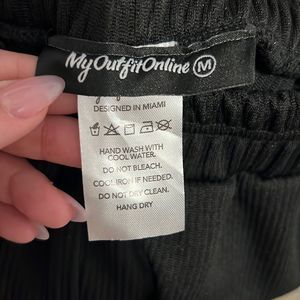 MyOutfitOnline M
DESIGNED IN MIAMI
HAND WASH WITH
COOL WATER.
DO NOT BLEACH.
COOL IRON IF NEEDED.
DO NOT DRY CLEAN.
HANG DRY